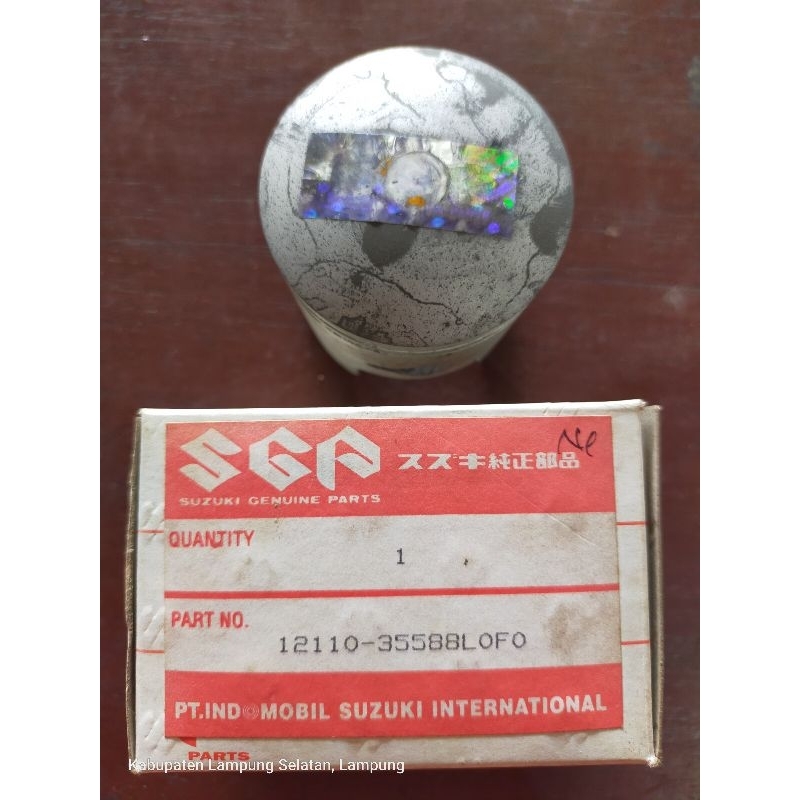 SGP スズキ純正部品
SUZUKI GENUINE PARTS
QUANTITY
1
PART NO.
12110-35588L0F0
PT.INDOMOBIL SUZUKI INTERNATIONAL
PARTS
Kabupaten Lampung Selatan, Lampung